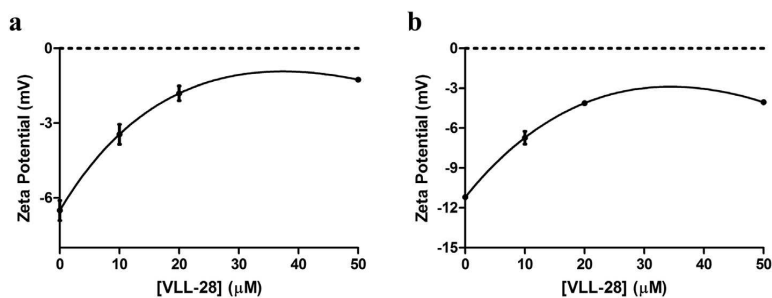 a
0
-3
-6
Zeta Potential (mV)
0 10 20 30 40 50
[VLL-28] (μM)
b
0
-3
-6
-9
-12
-15
Zeta Potential (mV)
0 10 20 30 40 50
[VLL-28] (μM)